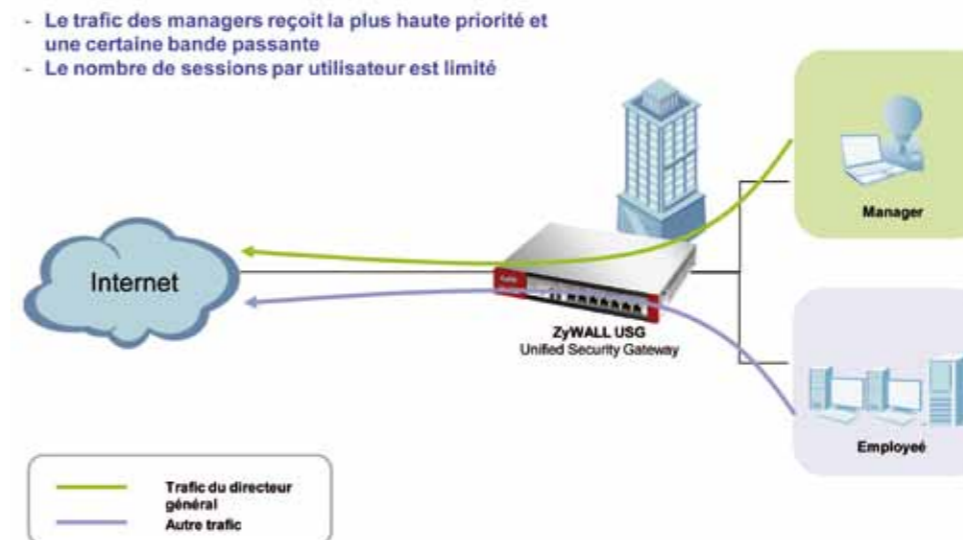 - Le trafic des managers reçoit la plus haute priorité et
une certaine bande passante
- Le nombre de sessions par utilisateur est limité
Manager
Internet
ZyWALL USG
Unified Security Gateway
Employeé
Trafic du directeur
général
Autre trafic